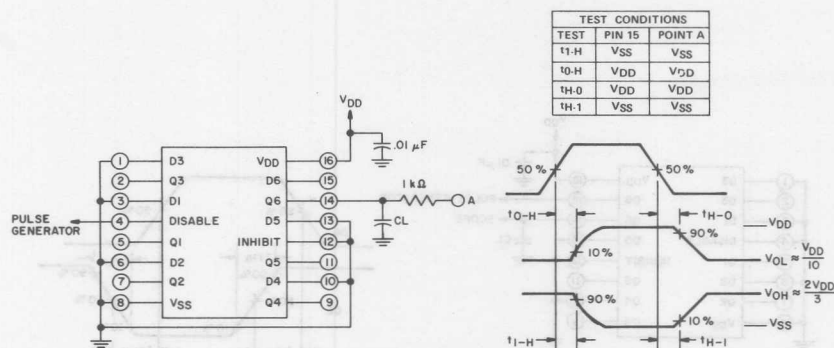 TEST CONDITIONS
TEST PIN 15 POINT A
t1-H VSS VSS
t0-H VDD VDD
tH-0 VDD VDD
tH-1 VSS VSS
VDD
.01 µF
1 D3 VDD 16
2 Q3 D6 15
3 D1 Q6 14
1 kΩ
A
4 DISABLE D5 13
CL
PULSE
GENERATOR
5 Q1 INHIBIT 12
6 D2 Q5 11
7 Q2 D4 10
8 VSS Q4 9
50% 50%
t0-H tH-0
VDD
90%
10%
VOL ≈ VDD/10
VOH ≈ 2VDD/3
90%
10%
VSS
t1-H tH-1